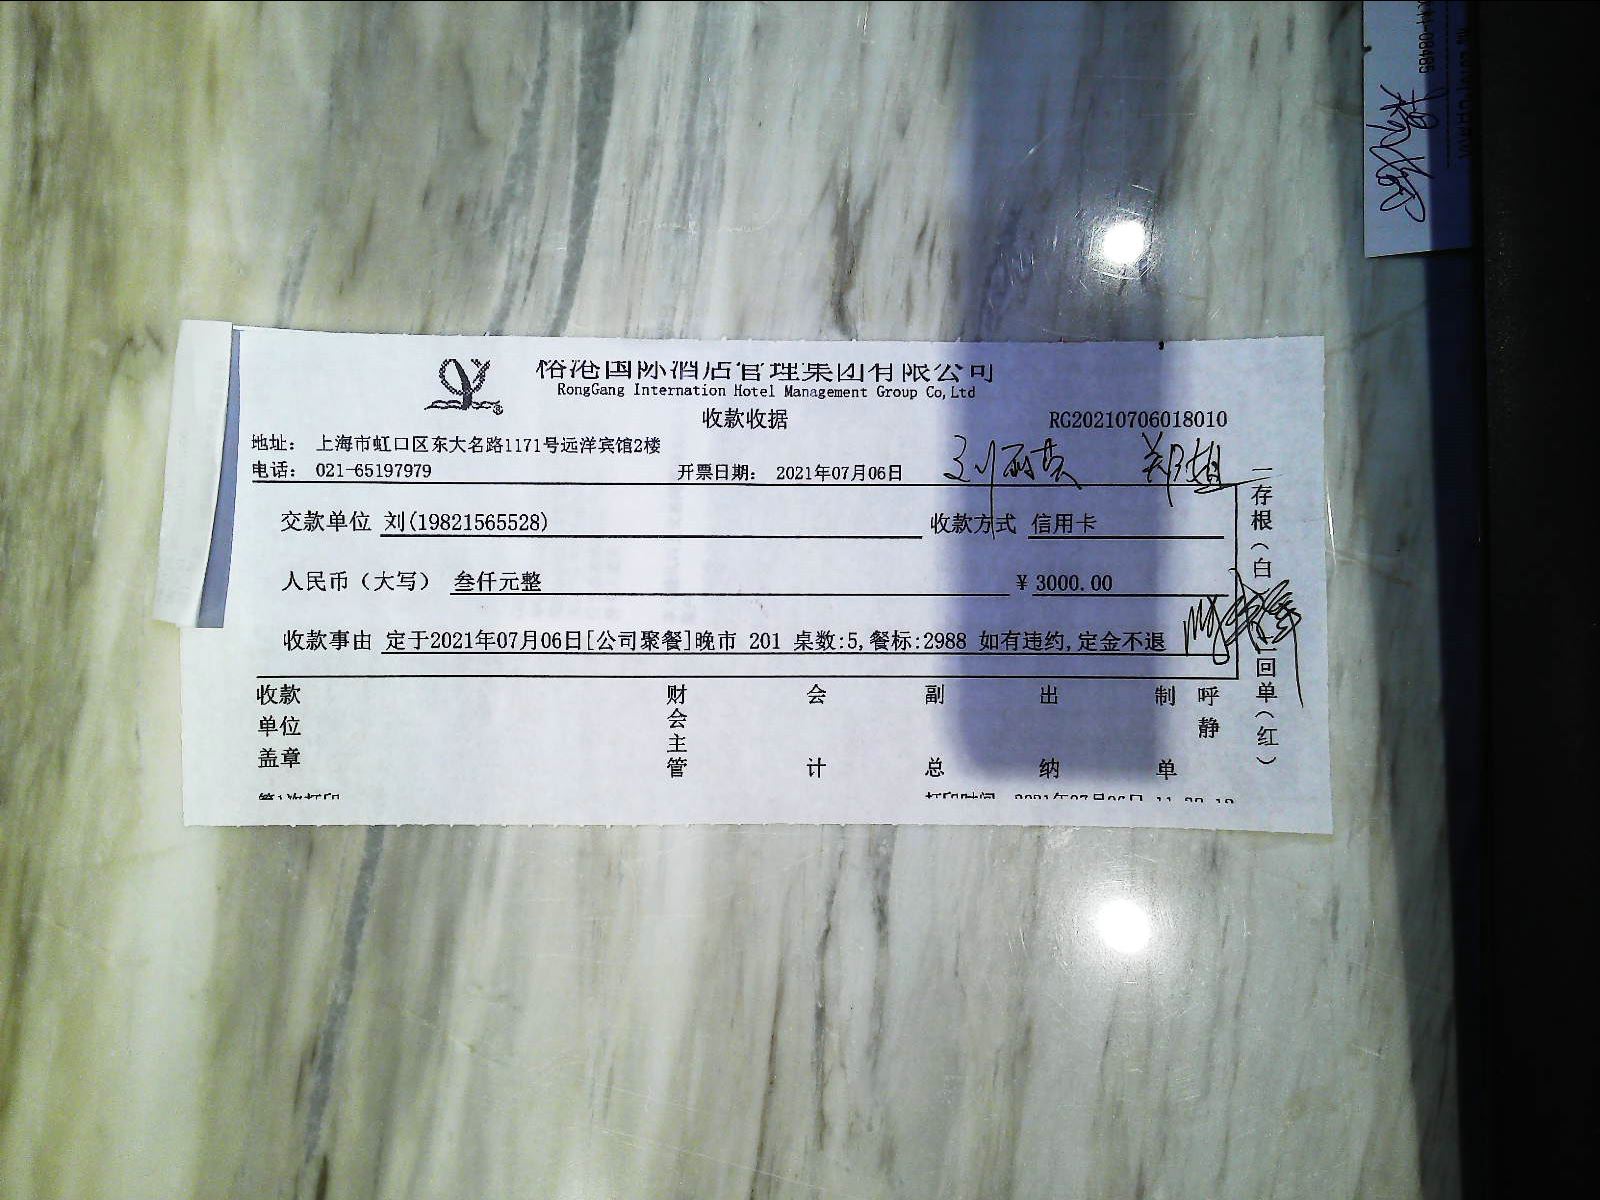 榕港国际酒店管理集团有限公司
RongGang Internation Hotel Management Group Co,Ltd
收款收据
RG20210706018010
地址： 上海市虹口区东大名路1171号远洋宾馆2楼
电话： 021-65197979
开票日期： 2021年07月06日
交款单位 刘(19821565528)
收款方式 信用卡
人民币（大写） 叁仟元整
¥ 3000.00
收款事由 定于2021年07月06日[公司聚餐]晚市 201 桌数:5,餐标:2988 如有违约,定金不退
收款单位盖章
财会主管
会计
副总
出纳
制单
呼静
一存根（白）
二回单（红）
第1次打印